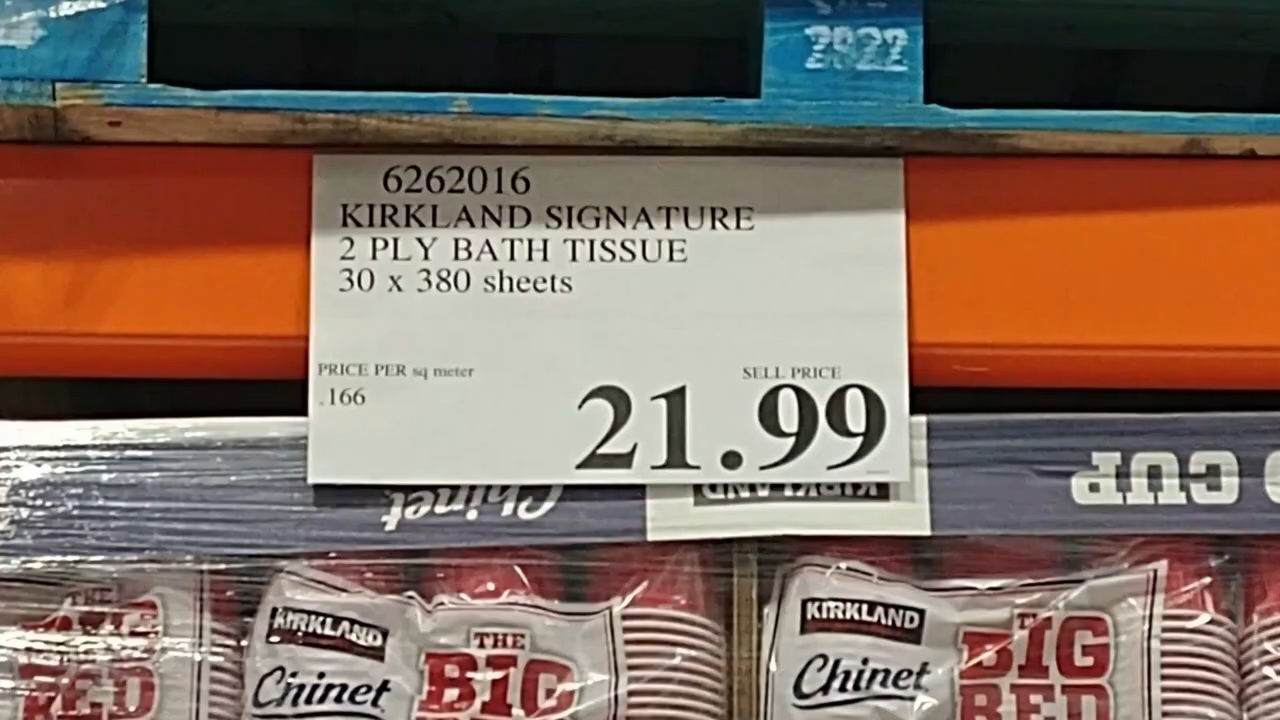 2022
6262016
KIRKLAND SIGNATURE
2 PLY BATH TISSUE
30 x 380 sheets
PRICE PER sq meter
.166
SELL PRICE
21.99
Chinet
KIRKLAND
CUP
THE
RED
KIRKLAND
Chinet
THE
BIG
KIRKLAND
Chinet
BIG
RED